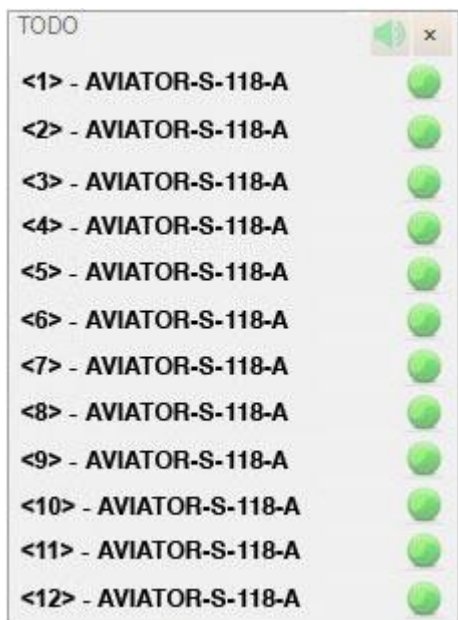 TODO
×
<1> - AVIATOR-S-118-A
<2> - AVIATOR-S-118-A
<3> - AVIATOR-S-118-A
<4> - AVIATOR-S-118-A
<5> - AVIATOR-S-118-A
<6> - AVIATOR-S-118-A
<7> - AVIATOR-S-118-A
<8> - AVIATOR-S-118-A
<9> - AVIATOR-S-118-A
<10> - AVIATOR-S-118-A
<11> - AVIATOR-S-118-A
<12> - AVIATOR-S-118-A